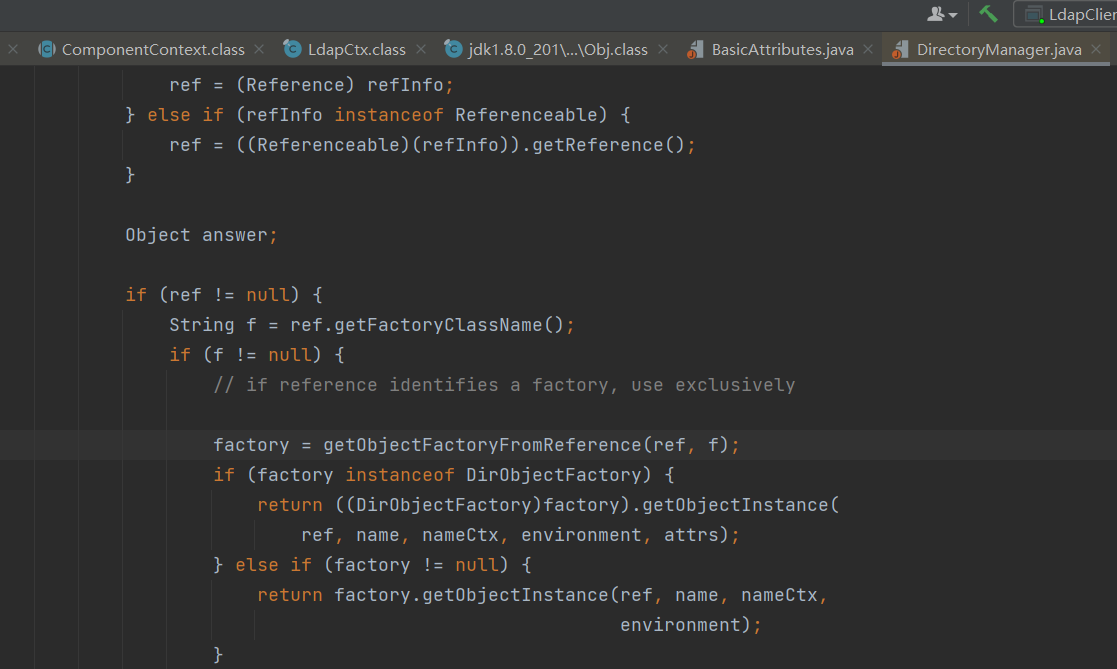 LdapClier
ComponentContext.class
LdapCtx.class
jdk1.8.0_201\...\Obj.class
BasicAttributes.java
DirectoryManager.java
ref = (Reference) refInfo;
} else if (refInfo instanceof Referenceable) {
ref = ((Referenceable)(refInfo)).getReference();
}
Object answer;
if (ref != null) {
String f = ref.getFactoryClassName();
if (f != null) {
// if reference identifies a factory, use exclusively
factory = getObjectFactoryFromReference(ref, f);
if (factory instanceof DirObjectFactory) {
return ((DirObjectFactory)factory).getObjectInstance(
ref, name, nameCtx, environment, attrs);
} else if (factory != null) {
return factory.getObjectInstance(ref, name, nameCtx,
environment);
}